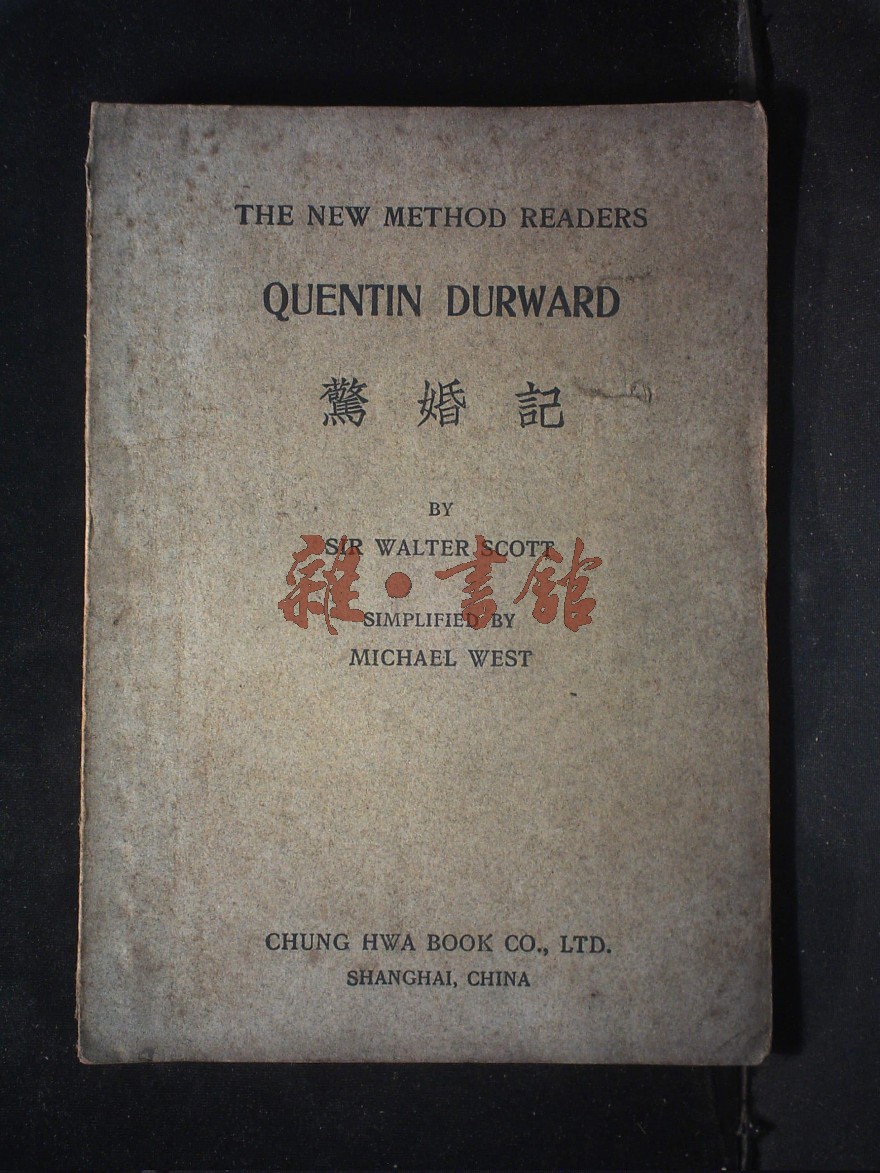 THE NEW METHOD READERS
QUENTIN DURWARD
驚婚記
BY
SIR WALTER SCOTT
雜·書館
SIMPLIFIED BY
MICHAEL WEST
CHUNG HWA BOOK CO., LTD.
SHANGHAI, CHINA